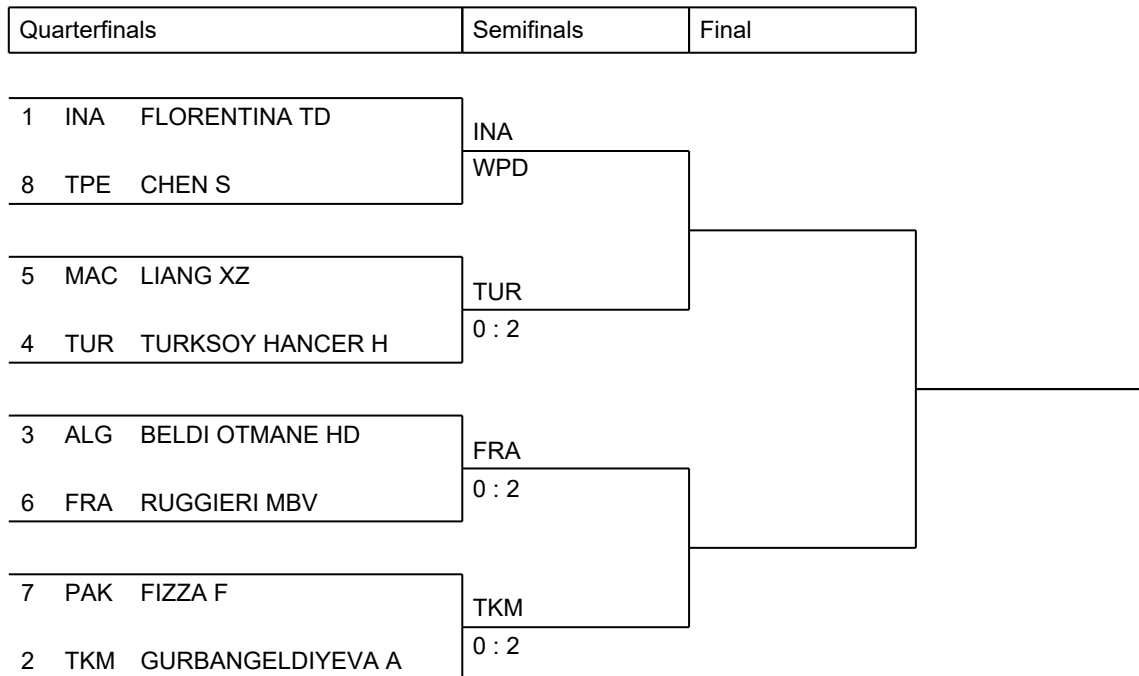 Quarterfinals Semifinals Final
1 INA FLORENTINA TD
INA
WPD
8 TPE CHEN S
5 MAC LIANG XZ
TUR
0 : 2
4 TUR TURKSOY HANCER H
3 ALG BELDI OTMANE HD
FRA
0 : 2
6 FRA RUGGIERI MBV
7 PAK FIZZA F
TKM
0 : 2
2 TKM GURBANGELDIYEVA A